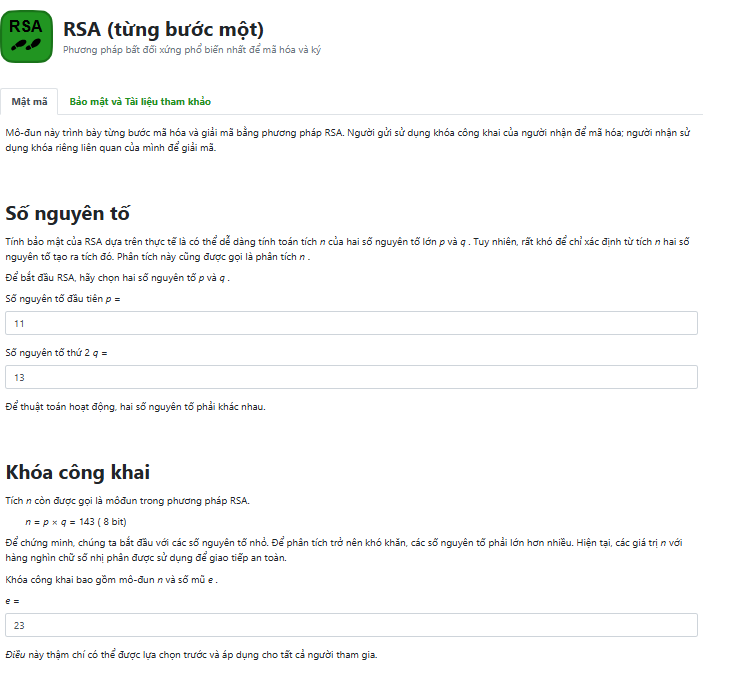 RSA
RSA (từng bước một)
Phương pháp bất đối xứng phổ biến nhất để mã hóa và ký
Mật mã
Bảo mật và Tài liệu tham khảo
Mô-đun này trình bày từng bước mã hóa và giải mã bằng phương pháp RSA. Người gửi sử dụng khóa công khai của người nhận để mã hóa; người nhận sử
dụng khóa riêng liên quan của mình để giải mã.
Số nguyên tố
Tính bảo mật của RSA dựa trên thực tế là có thể dễ dàng tính toán tích n của hai số nguyên tố lớn p và q . Tuy nhiên, rất khó để chỉ xác định từ tích n hai số
nguyên tố tạo ra tích đó. Phân tích này cũng được gọi là phân tích n .
Để bắt đầu RSA, hãy chọn hai số nguyên tố p và q .
Số nguyên tố đầu tiên p =
11
Số nguyên tố thứ 2 q =
13
Để thuật toán hoạt động, hai số nguyên tố phải khác nhau.
Khóa công khai
Tích n còn được gọi là môđun trong phương pháp RSA.
n = p × q = 143 ( 8 bit)
Để chứng minh, chúng ta bắt đầu với các số nguyên tố nhỏ. Để phân tích trở nên khó khăn, các số nguyên tố phải lớn hơn nhiều. Hiện tại, các giá trị n với
hàng nghìn chữ số nhị phân được sử dụng để giao tiếp an toàn.
Khóa công khai bao gồm mô-đun n và số mũ e .
e =
23
Điều này thậm chí có thể được lựa chọn trước và áp dụng cho tất cả người tham gia.